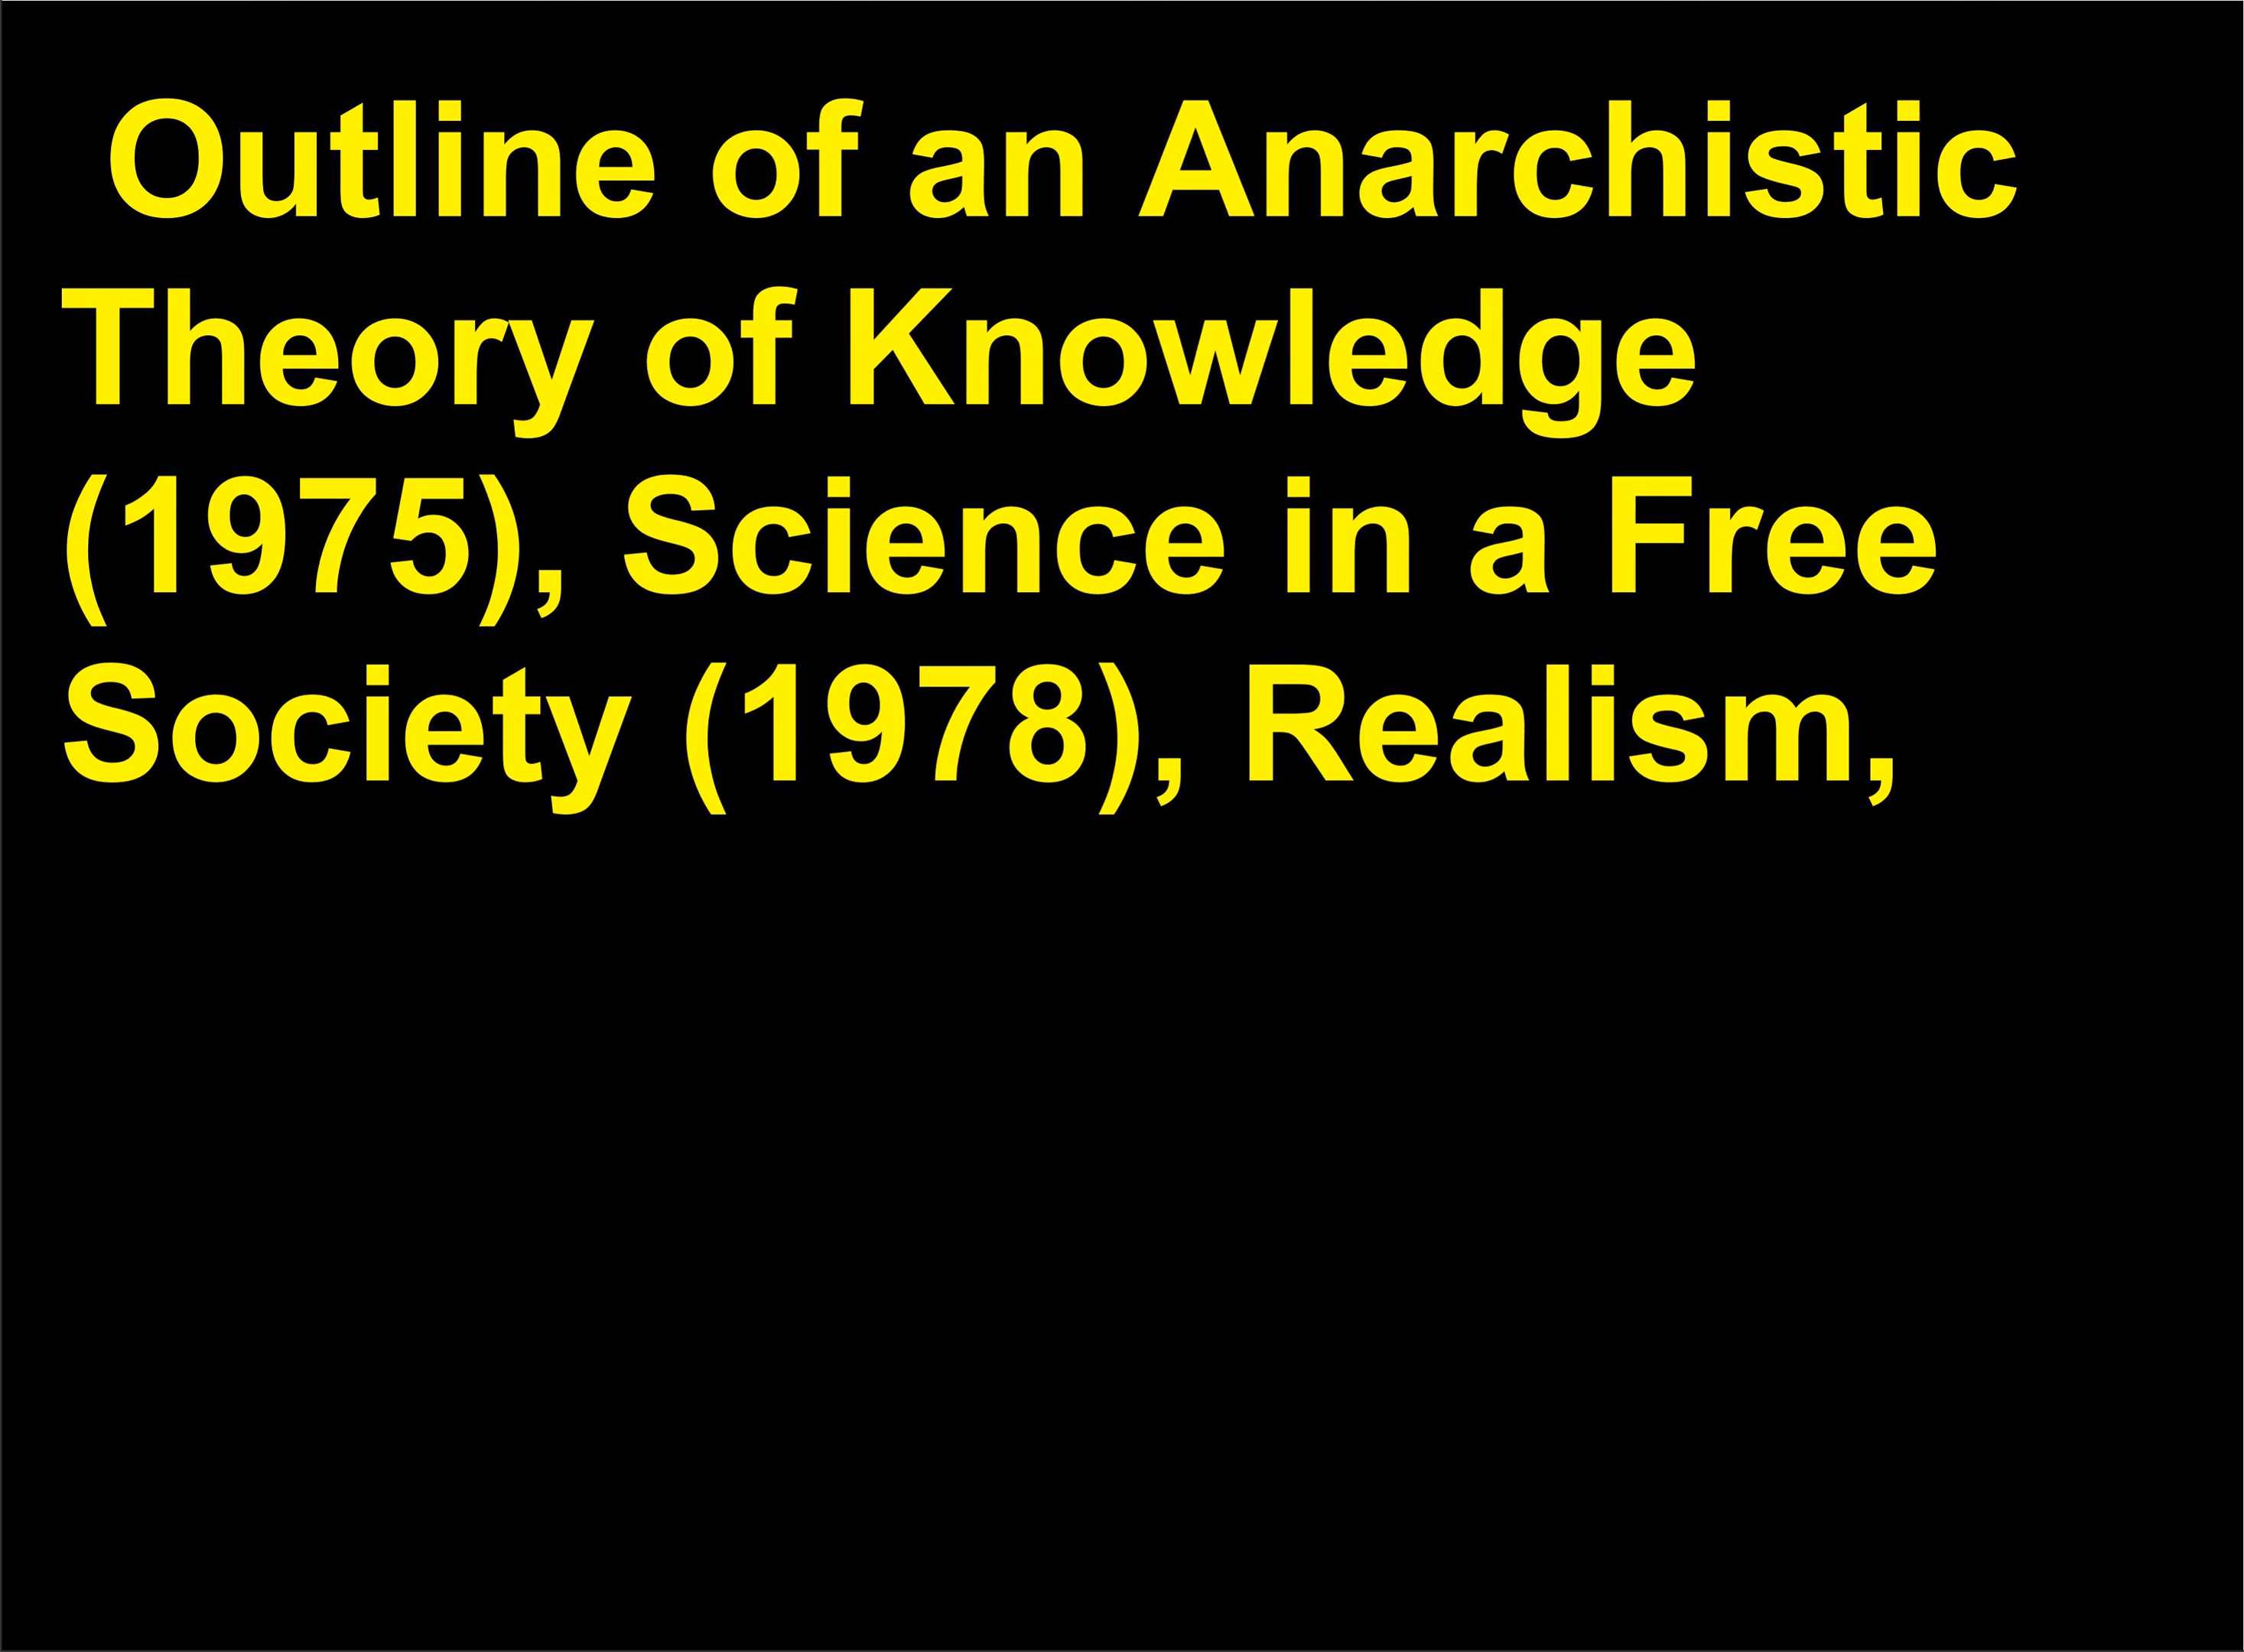 Outline of an Anarchistic
Theory of Knowledge
(1975), Science in a Free
Society (1978), Realism,